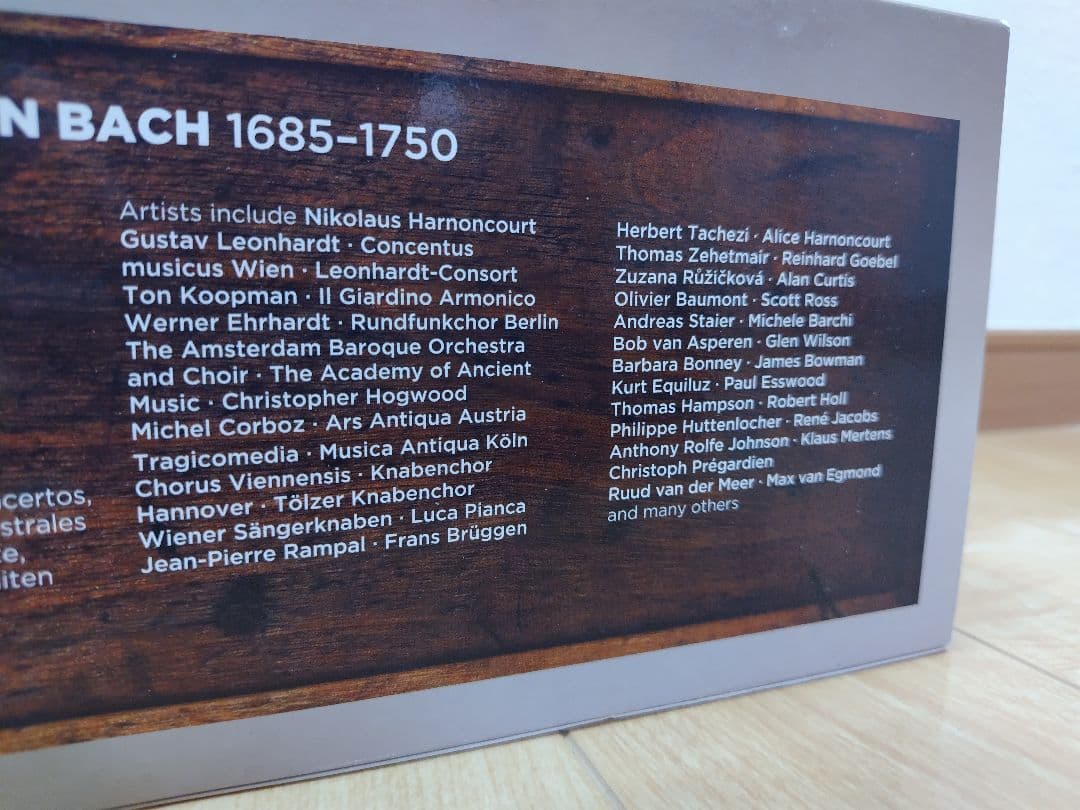 N BACH 1685–1750
Artists include Nikolaus Harnoncourt
Gustav Leonhardt · Concentus
musicus Wien · Leonhardt-Consort
Ton Koopman · Il Giardino Armonico
Werner Ehrhardt · Rundfunkchor Berlin
The Amsterdam Baroque Orchestra
and Choir · The Academy of Ancient
Music · Christopher Hogwood
Michel Corboz · Ars Antiqua Austria
Tragicomedia · Musica Antiqua Köln
Chorus Viennensis · Knabenchor
Hannover · Tölzer Knabenchor
Wiener Sängerknaben · Luca Pianca
Jean-Pierre Rampal · Frans Brüggen
Herbert Tachezi · Alice Harnoncourt
Thomas Zehetmair · Reinhard Goebel
Zuzana Růžičková · Alan Curtis
Olivier Baumont · Scott Ross
Andreas Staier · Michele Barchi
Bob van Asperen · Glen Wilson
Barbara Bonney · James Bowman
Kurt Equiluz · Paul Esswood
Thomas Hampson · Robert Holl
Philippe Huttenlocher · René Jacobs
Anthony Rolfe Johnson · Klaus Mertens
Christoph Prégardien
Ruud van der Meer · Max van Egmond
and many others
certos,
strales
e,
iten